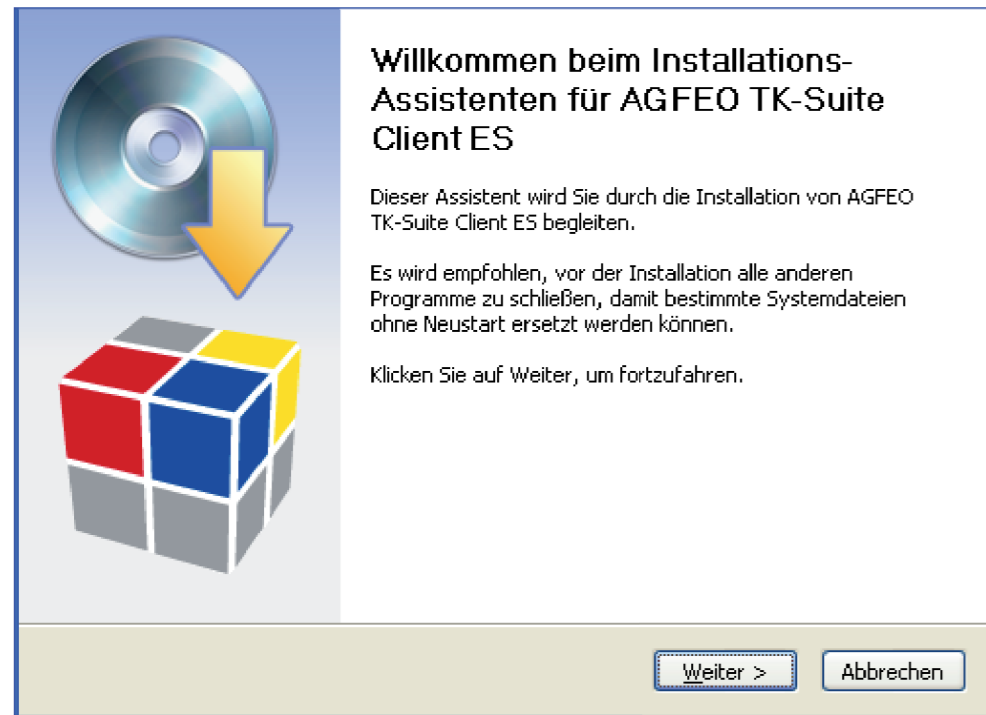 Willkommen beim Installations-
Assistenten für AGFEO TK-Suite
Client ES
Dieser Assistent wird Sie durch die Installation von AGFEO
TK-Suite Client ES begleiten.
Es wird empfohlen, vor der Installation alle anderen
Programme zu schließen, damit bestimmte Systemdateien
ohne Neustart ersetzt werden können.
Klicken Sie auf Weiter, um fortzufahren.
Weiter >
Abbrechen